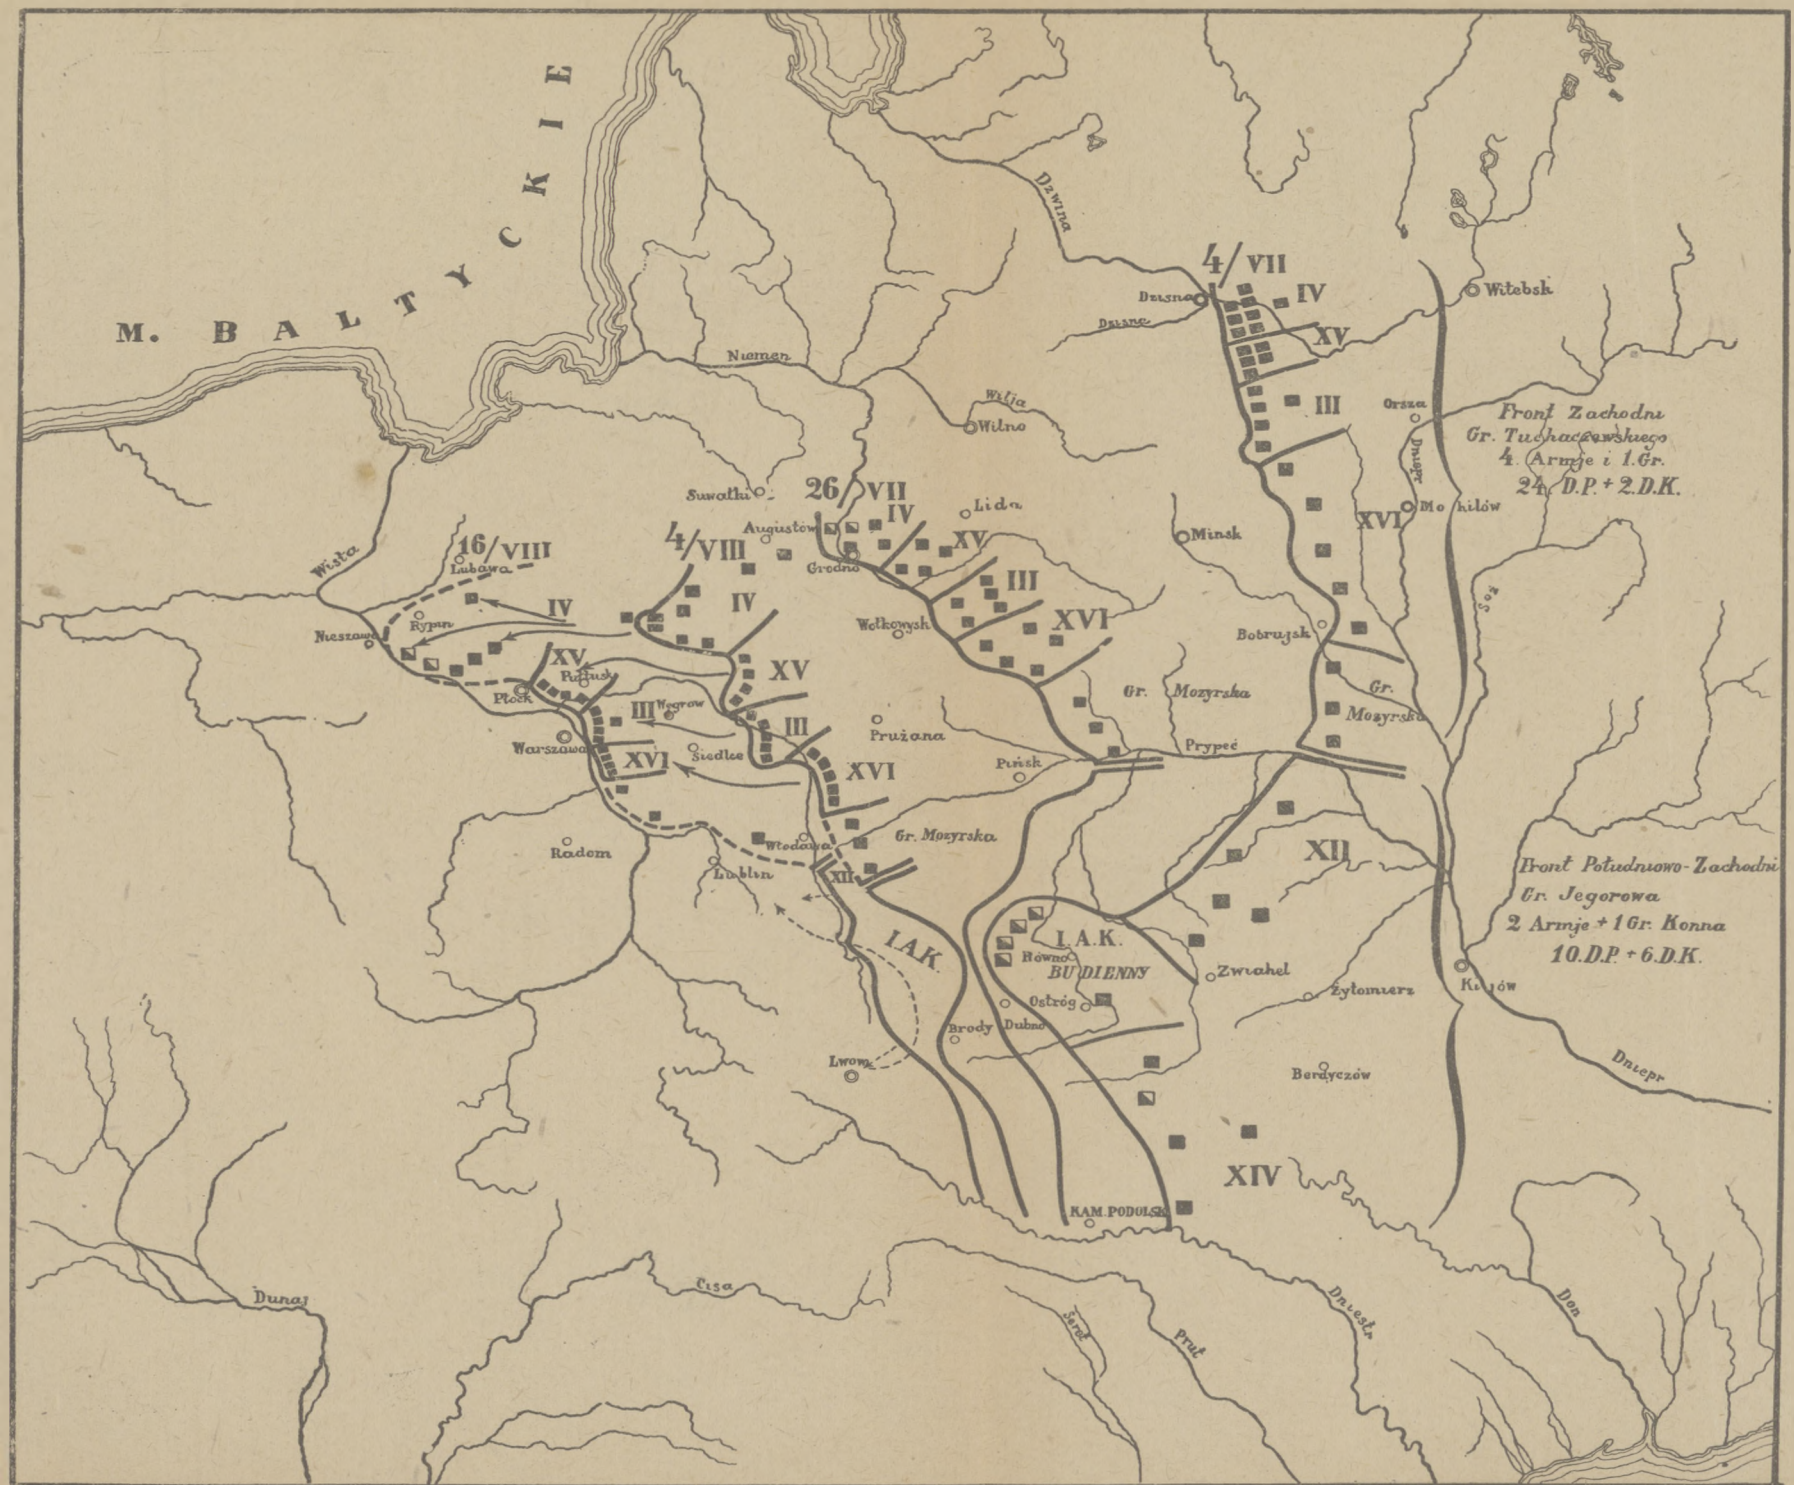 M. BALTYCKIE
Dzwina
4/VII
Dzisna
IV
Witebsk
Dzisna
XV
Niemen
Wilja
Wilno
III
Orsza
Dniepr
Front Zachodni
Gr. Tuchaczewskiego
4. Armje i 1.Gr.
24. D.P. + 2.D.K.
Suwałki
26/VII
IV
Lida
Augustów
XV
Grodno
Minsk
XVI
Mohilów
16/VIII
Lubawa
4/VIII
Wisła
IV
IV
III
XVI
Soż
Rypin
Nieszawa
Wołkowysk
Bobrujsk
XV
Pułtusk
XV
Płock
III
Węgrow
III
Gr. Mozyrska
Gr.
Mozyrska
Warszawa
XVI
Siedlce
Prużana
XVI
Pińsk
Prypeć
Radom
Włodawa
Gr. Mozyrska
Lublin
XII
XII
Front Południowo-Zachodni
Gr. Jegorowa
2 Armje + 1 Gr. Konna
10.D.P. + 6.D.K.
I.A.K.
I.A.K.
Równo
BUDIENNY
Zwiahel
Ostróg
Żytomierz
Kijów
Brody
Dubno
Lwow
Berdyczów
Dniepr
XIV
KAM. PODOLSK
Dunaj
Cisa
Seret
Prut
Dniestr
Don